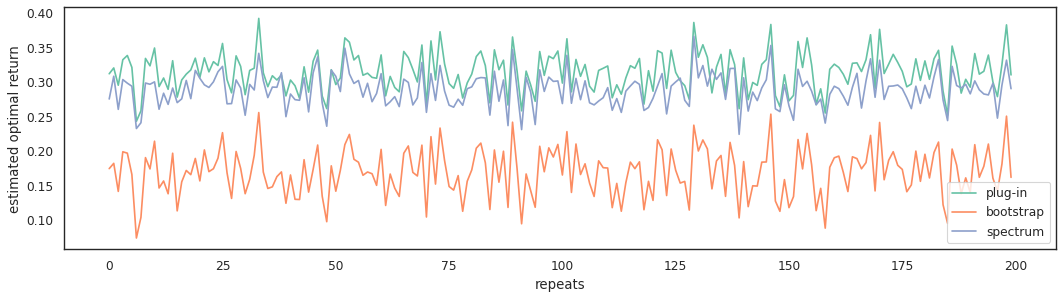 estimated optimal return
0.40
0.35
0.30
0.25
0.20
0.15
0.10
plug-in
bootstrap
spectrum
0 25 50 75 100 125 150 175 200
repeats